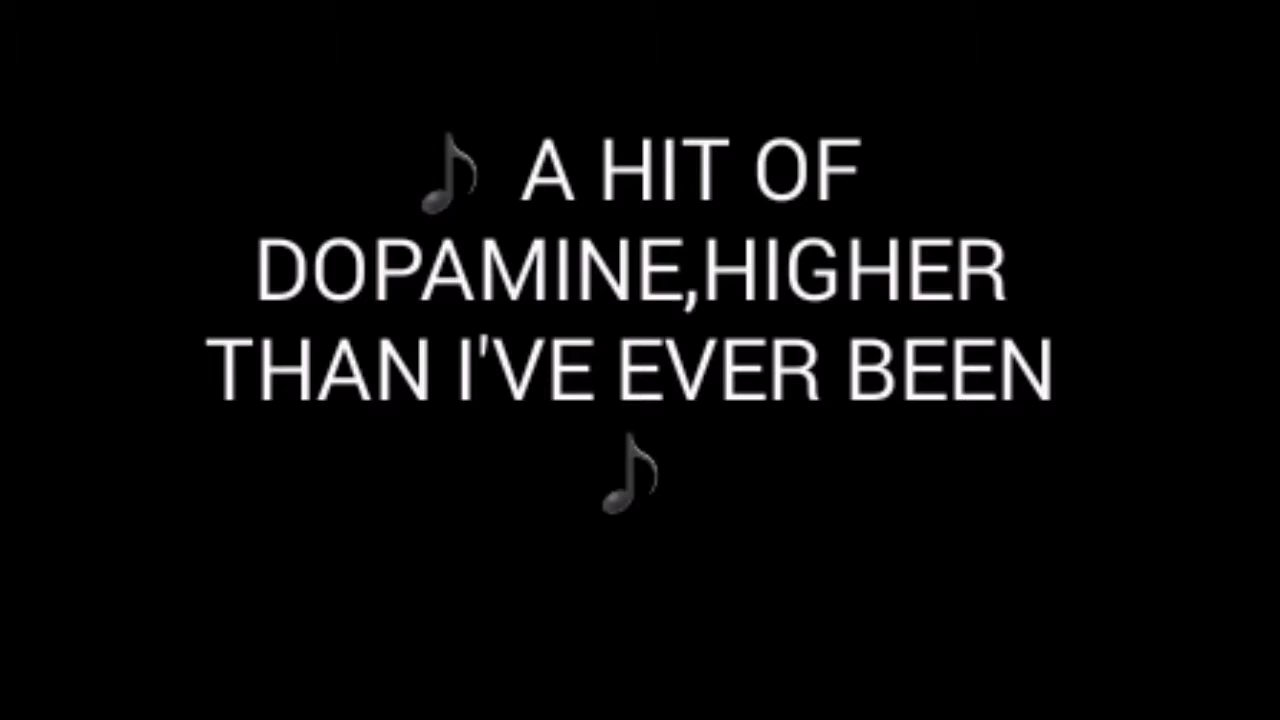 🎵 A HIT OF
DOPAMINE,HIGHER
THAN I'VE EVER BEEN
🎵